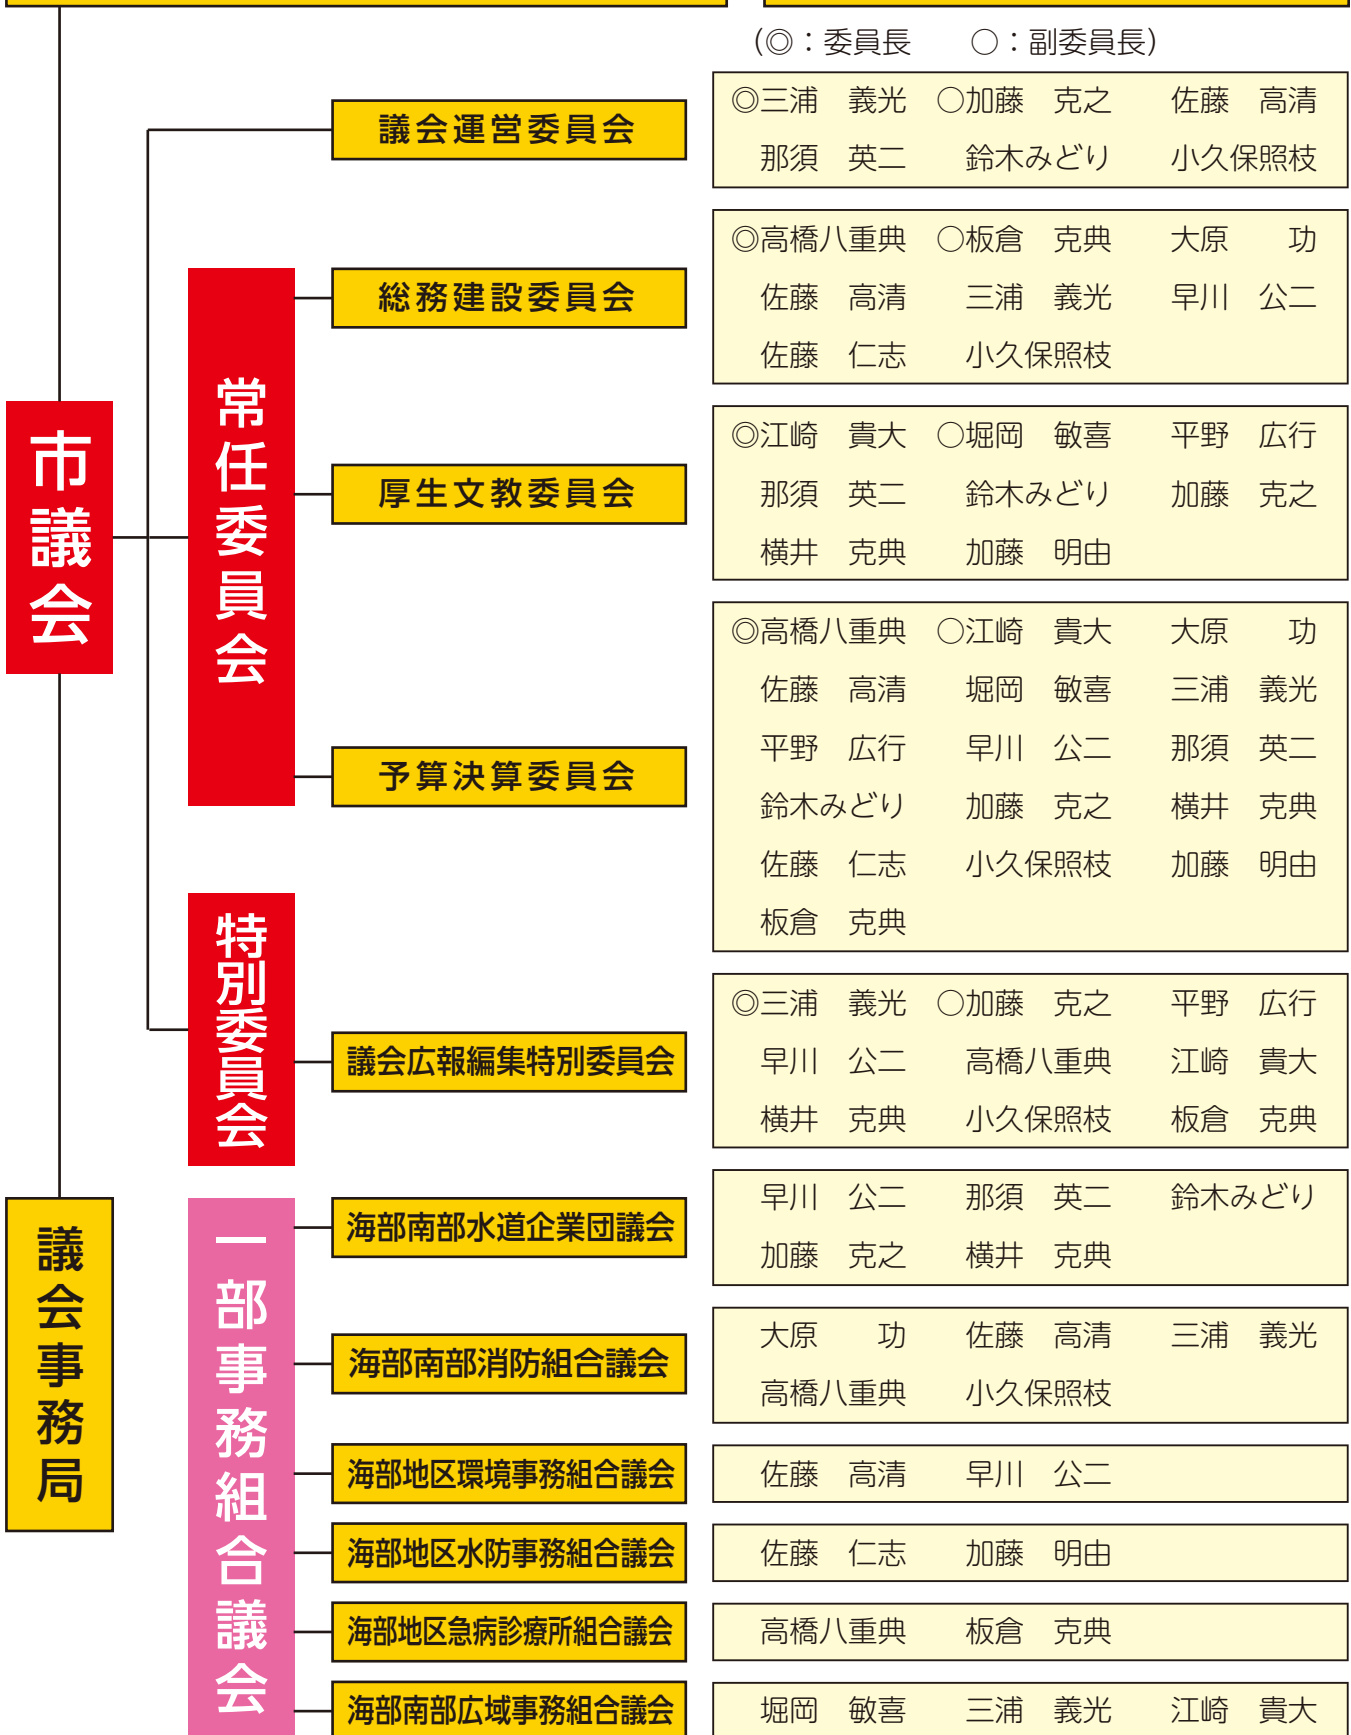 （◎：委員長　　○：副委員長）
市議会
議会運営委員会
◎三浦　義光　○加藤　克之　　佐藤　高清
那須　英二　　鈴木みどり　　小久保照枝
常任委員会
総務建設委員会
◎高橋八重典　○板倉　克典　　大原　　功
佐藤　高清　　三浦　義光　　早川　公二
佐藤　仁志　　小久保照枝
厚生文教委員会
◎江崎　貴大　○堀岡　敏喜　　平野　広行
那須　英二　　鈴木みどり　　加藤　克之
横井　克典　　加藤　明由
予算決算委員会
◎高橋八重典　○江崎　貴大　　大原　　功
佐藤　高清　　堀岡　敏喜　　三浦　義光
平野　広行　　早川　公二　　那須　英二
鈴木みどり　　加藤　克之　　横井　克典
佐藤　仁志　　小久保照枝　　加藤　明由
板倉　克典
特別委員会
議会広報編集特別委員会
◎三浦　義光　○加藤　克之　　平野　広行
早川　公二　　高橋八重典　　江崎　貴大
横井　克典　　小久保照枝　　板倉　克典
議会事務局
一部事務組合議会
海部南部水道企業団議会
早川　公二　　那須　英二　　鈴木みどり
加藤　克之　　横井　克典
海部南部消防組合議会
大原　　功　　佐藤　高清　　三浦　義光
高橋八重典　　小久保照枝
海部地区環境事務組合議会
佐藤　高清　　早川　公二
海部地区水防事務組合議会
佐藤　仁志　　加藤　明由
海部地区急病診療所組合議会
高橋八重典　　板倉　克典
海部南部広域事務組合議会
堀岡　敏喜　　三浦　義光　　江崎　貴大